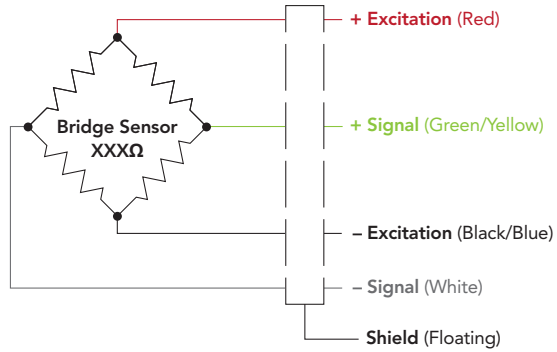 + Excitation (Red)
Bridge Sensor
XXXΩ
+ Signal (Green/Yellow)
– Excitation (Black/Blue)
– Signal (White)
Shield (Floating)